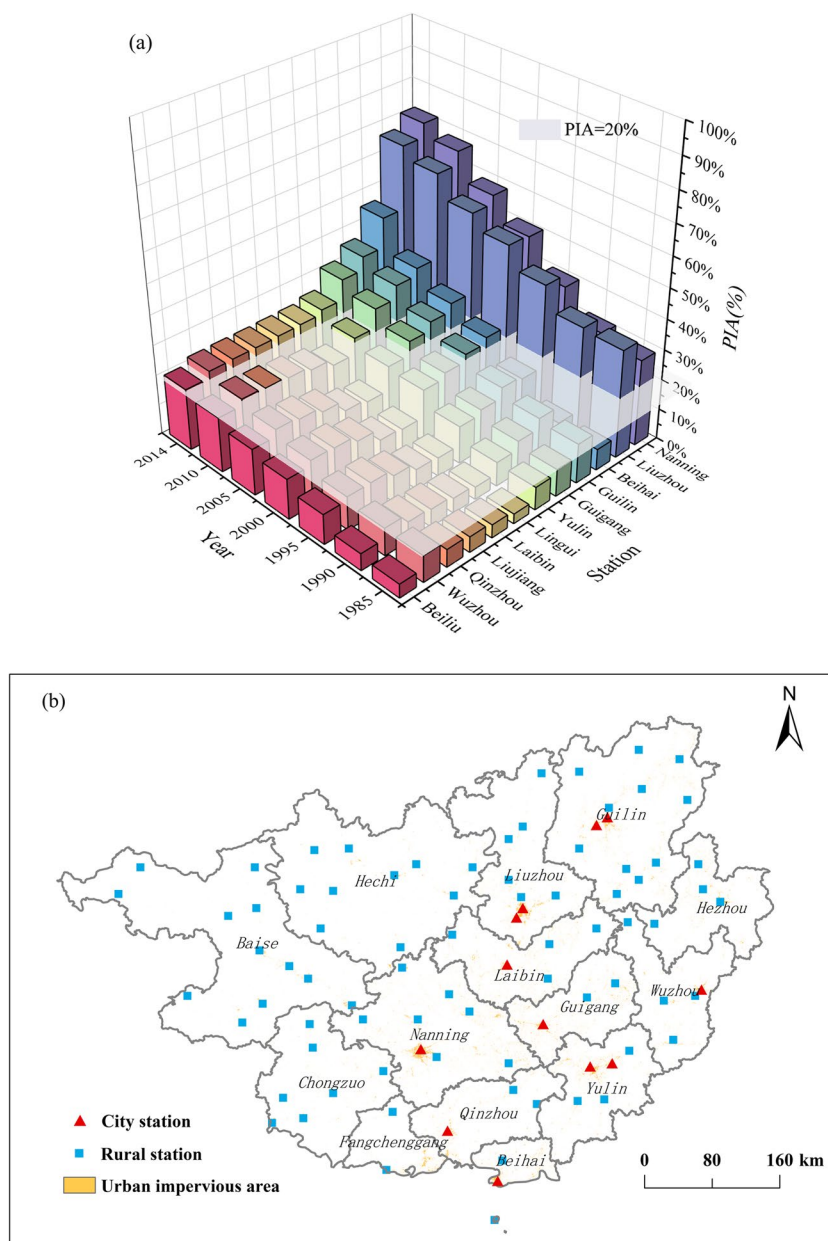 (a)
PIA=20%
100%
90%
80%
70%
60%
50%
40%
30%
20%
10%
0%
PIA(%)
2014
2010
2005
2000
1995
1990
1985
Year
Nanning
Liuzhou
Beihai
Guilin
Guigang
Yulin
Lingui
Laibin
Liujiang
Qinzhou
Wuzhou
Beiliu
Station
(b)
N
Guilin
Hechi
Liuzhou
Hezhou
Baise
Laibin
Guigang
Wuzhou
Nanning
Chongzuo
Yulin
Qinzhou
Fangchenggang
Beihai
City station
Rural station
Urban impervious area
0 80 160 km